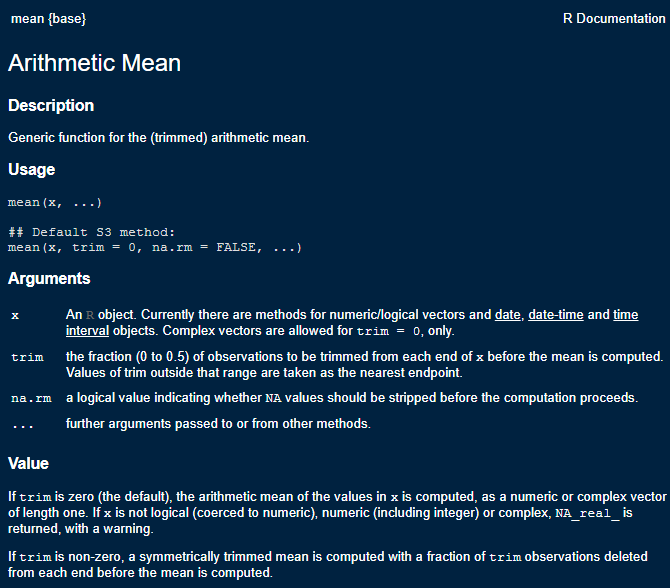 mean {base} R Documentation
Arithmetic Mean
Description
Generic function for the (trimmed) arithmetic mean.
Usage
mean(x, ...)
## Default S3 method:
mean(x, trim = 0, na.rm = FALSE, ...)
Arguments
x An R object. Currently there are methods for numeric/logical vectors and date, date-time and time
interval objects. Complex vectors are allowed for trim = 0, only.
trim the fraction (0 to 0.5) of observations to be trimmed from each end of x before the mean is computed.
Values of trim outside that range are taken as the nearest endpoint.
na.rm a logical value indicating whether NA values should be stripped before the computation proceeds.
... further arguments passed to or from other methods.
Value
If trim is zero (the default), the arithmetic mean of the values in x is computed, as a numeric or complex vector
of length one. If x is not logical (coerced to numeric), numeric (including integer) or complex, NA_real_ is
returned, with a warning.
If trim is non-zero, a symmetrically trimmed mean is computed with a fraction of trim observations deleted
from each end before the mean is computed.